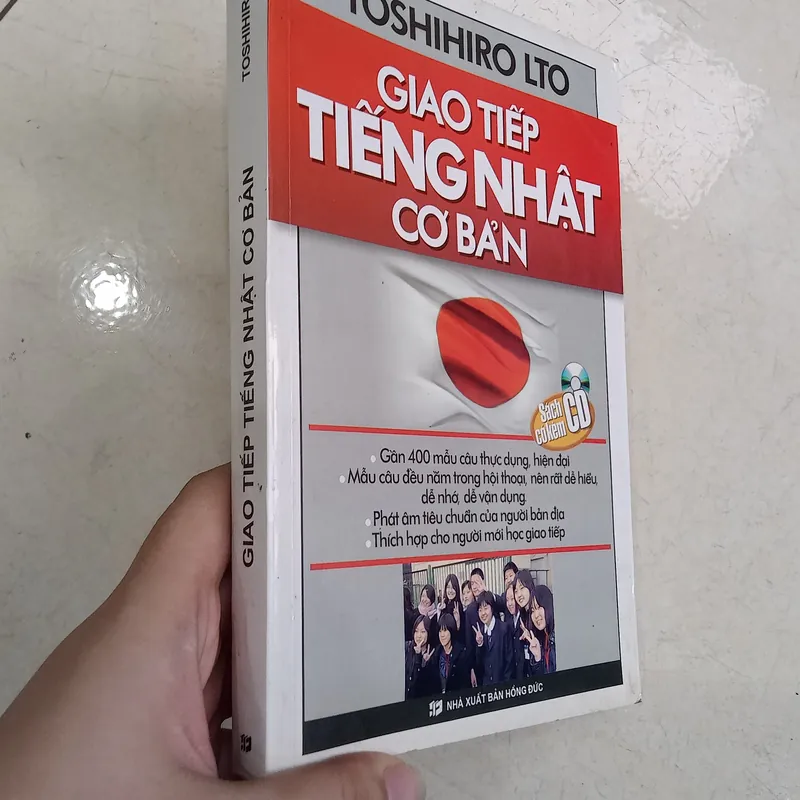 TOSHIHIRO LTO
GIAO TIẾP
TIẾNG NHẬT
CƠ BẢN
Sách
có kèm
CD
Gần 400 mẫu câu thực dụng, hiện đại
Mẫu câu đều nằm trong hội thoại, nên rất dễ hiểu,
dễ nhớ, dễ vận dụng.
Phát âm tiêu chuẩn của người bản địa
Thích hợp cho người mới học giao tiếp
NHÀ XUẤT BẢN HỒNG ĐỨC
TOSHIHIR
GIAO TIẾP TIẾNG NHẬT CƠ BẢN